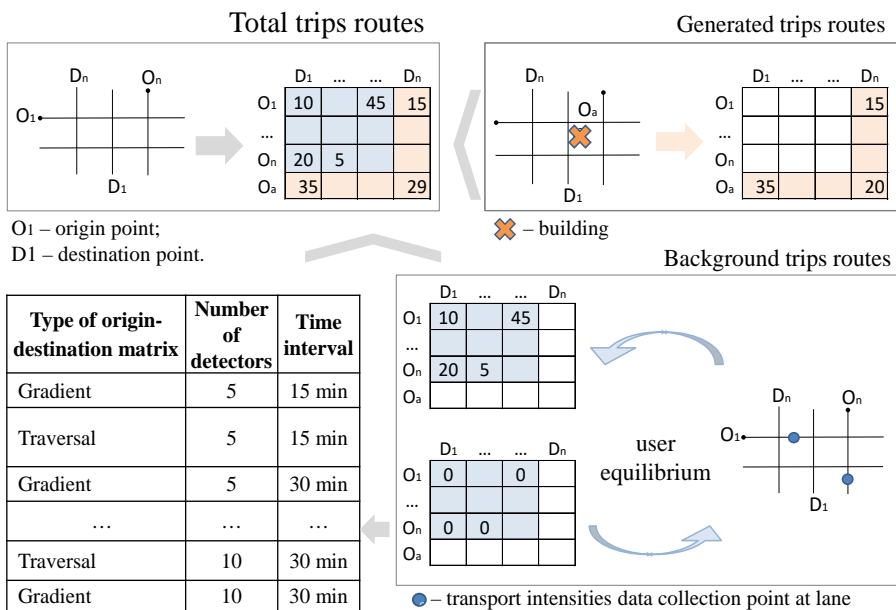 Total trips routes
Generated trips routes
Dn On
O1
D1
D1 ... ... Dn
O1 10 45 15
...
On 20 5
Oa 35 29
Dn
Oa
D1
D1 ... ... Dn
O1 15
...
On
Oa 35 20
O1 – origin point;
D1 – destination point.
– building
Background trips routes
Type of origin-destination matrix Number of detectors Time interval
Gradient 5 15 min
Traversal 5 15 min
Gradient 5 30 min
... ... ...
Traversal 10 30 min
Gradient 10 30 min
D1 ... ... Dn
O1 10 45
...
On 20 5
Oa
D1 ... ... Dn
O1 0 0
...
On 0 0
Oa
user
equilibrium
Dn On
O1
D1
– transport intensities data collection point at lane